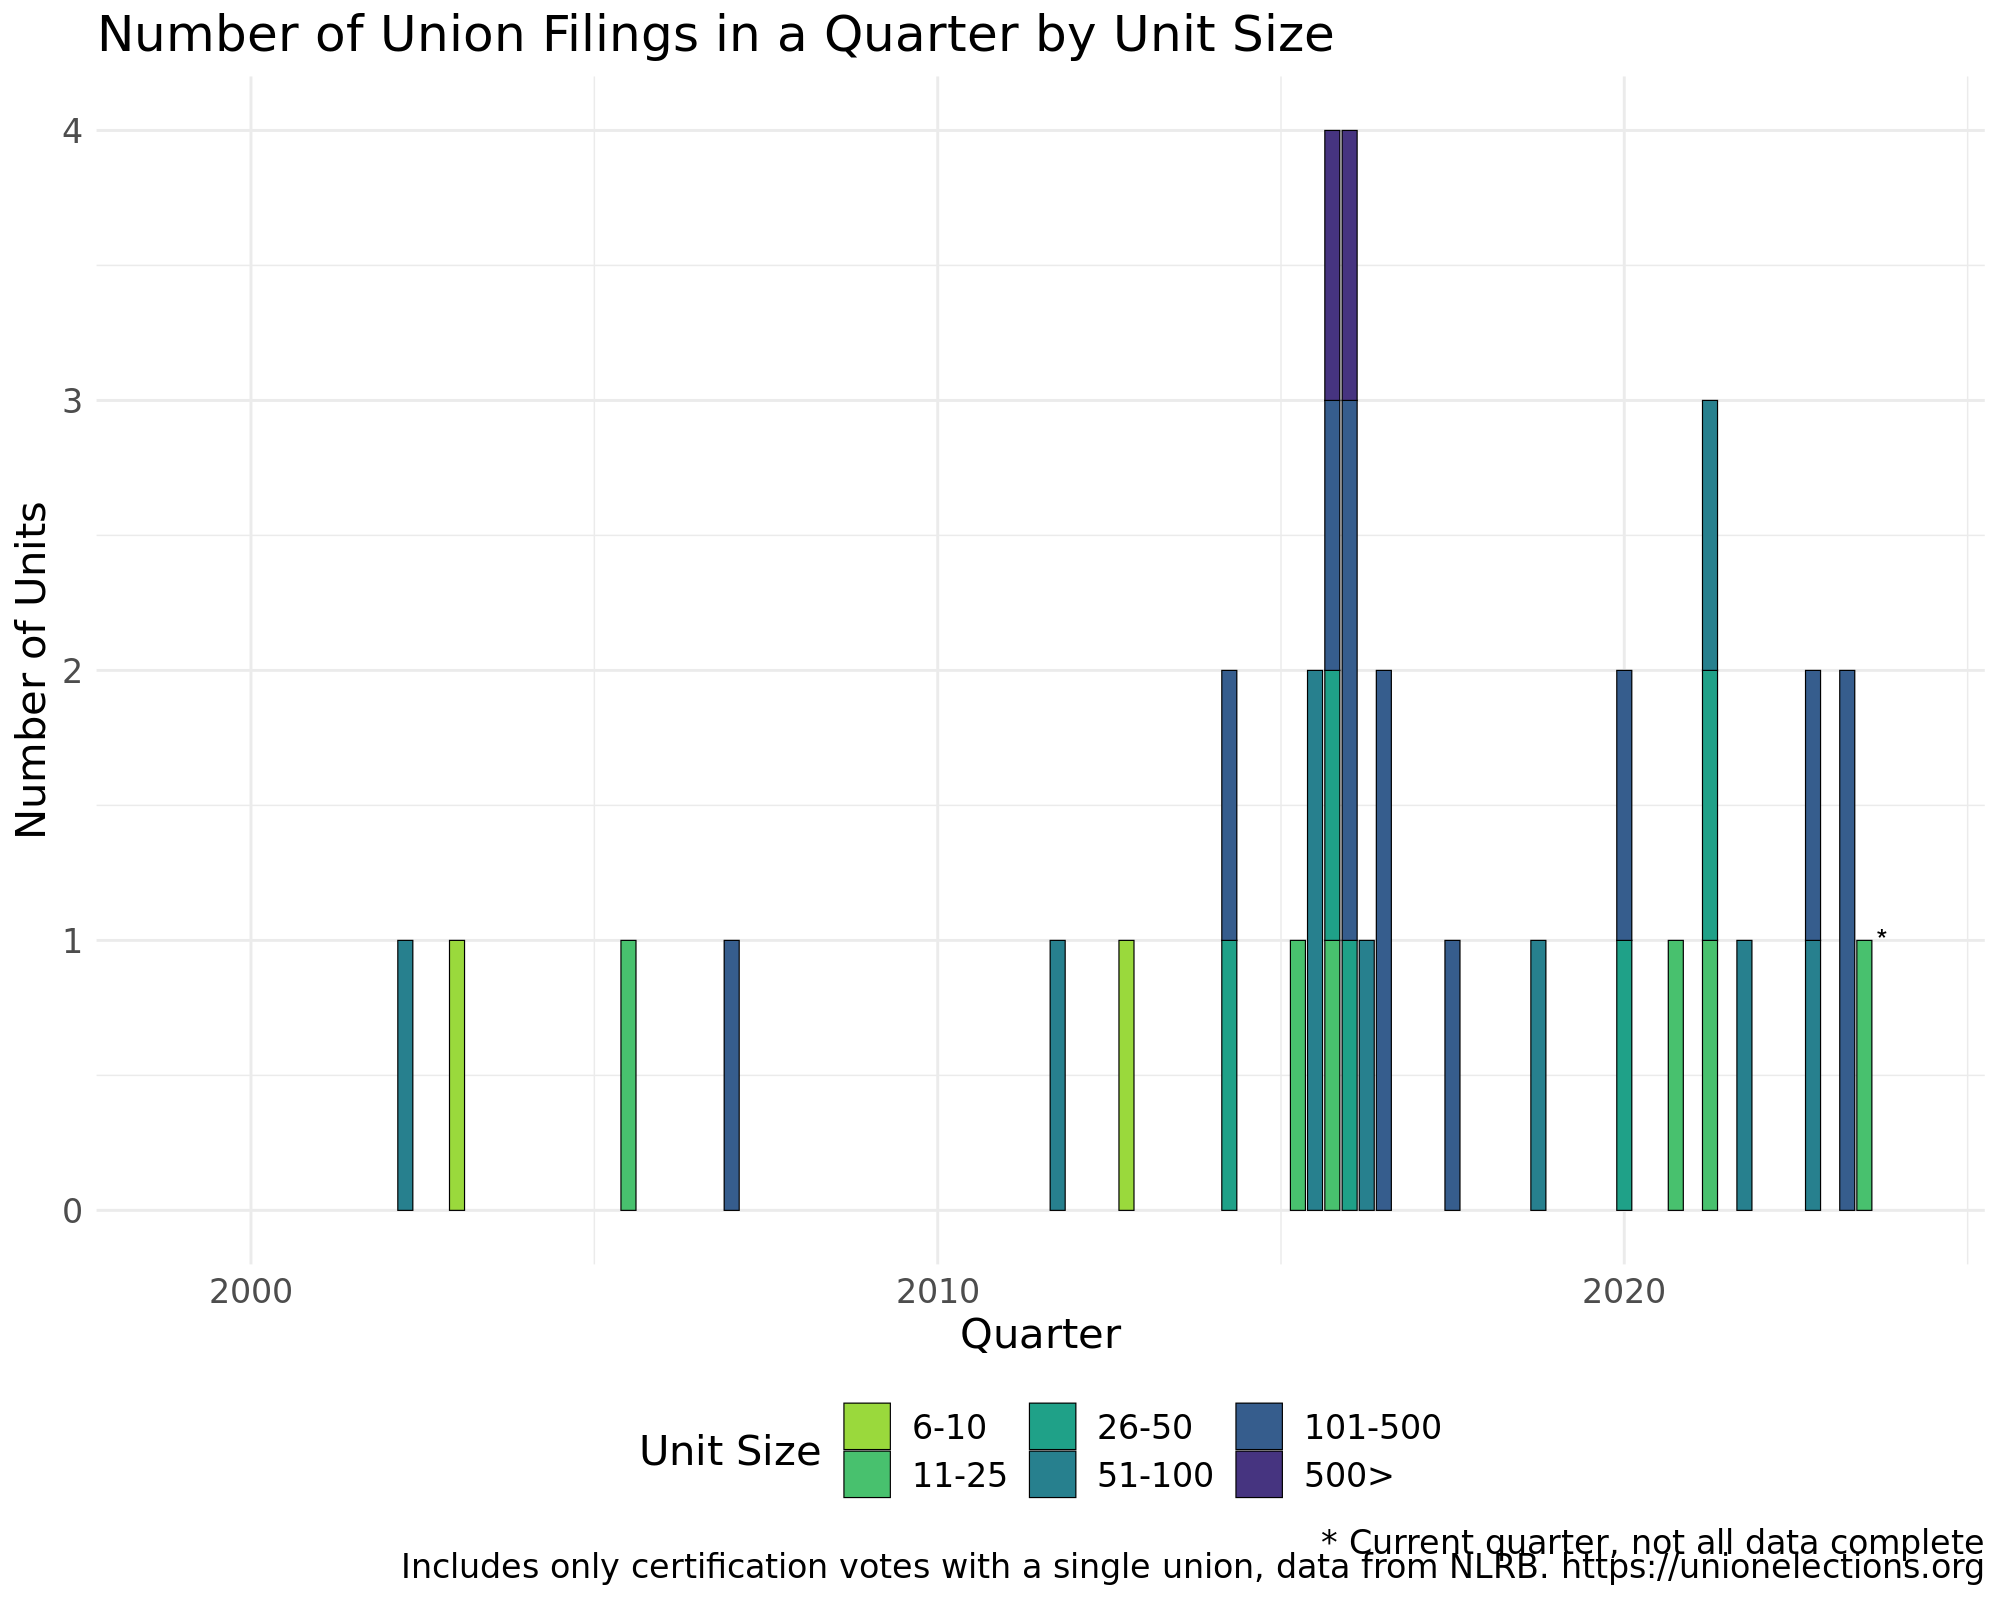 Number of Union Filings in a Quarter by Unit Size
Number of Units
4
3
2
1
0
*
2000 2010 2020
Quarter
Unit Size
6-10 26-50 101-500
11-25 51-100 500>
* Current quarter, not all data complete
Includes only certification votes with a single union, data from NLRB. https://unionelections.org